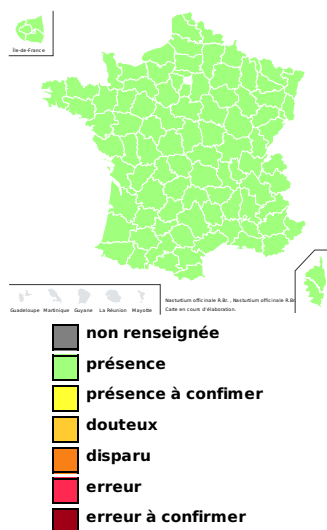 Île-de-France
Guadeloupe Martinique Guyane La Réunion Mayotte
Nasturtium officinale R.Br. , Nasturtium officinale R.Br.
Carte en cours d'élaboration.
non renseignée
présence
présence à confimer
douteux
disparu
erreur
erreur à confirmer